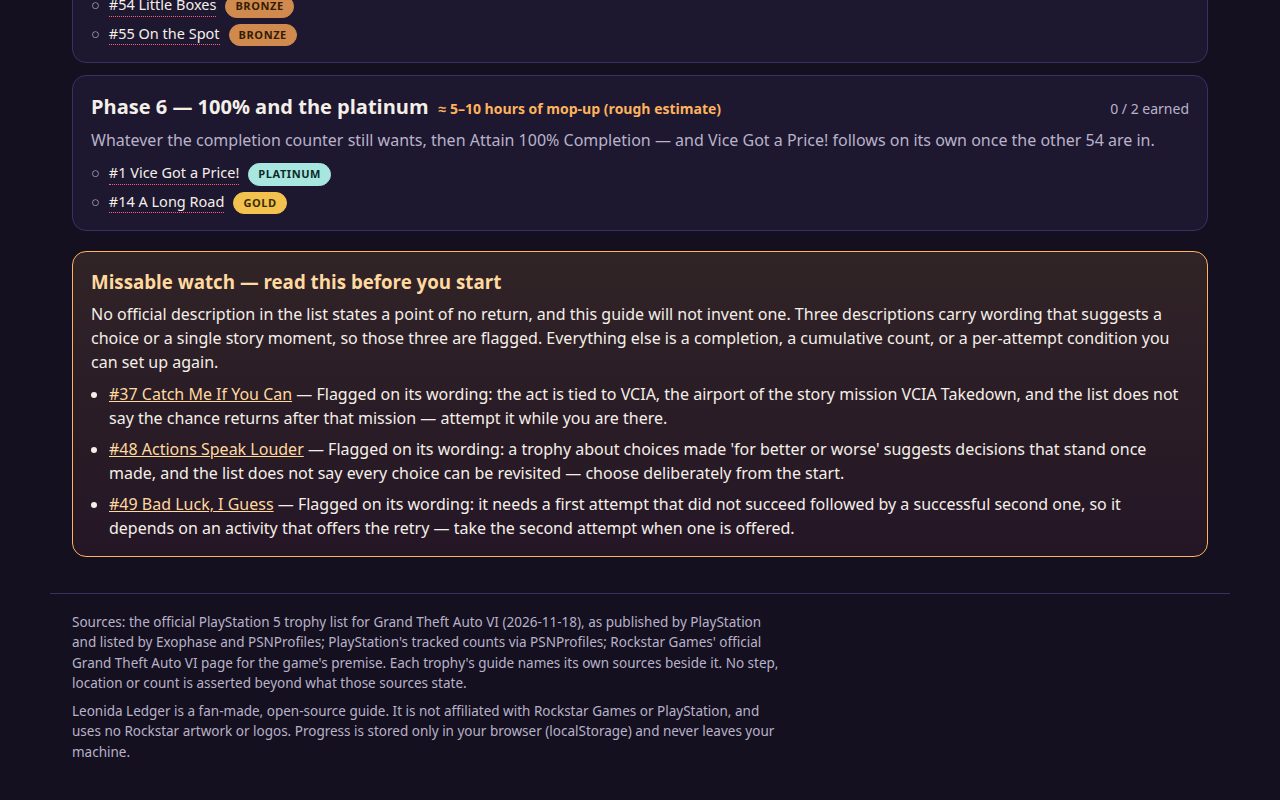 #54 Little Boxes BRONZE
#55 On the Spot BRONZE
Phase 6 — 100% and the platinum ≈ 5–10 hours of mop-up (rough estimate) 0 / 2 earned
Whatever the completion counter still wants, then Attain 100% Completion — and Vice Got a Price! follows on its own once the other 54 are in.
#1 Vice Got a Price! PLATINUM
#14 A Long Road GOLD
Missable watch — read this before you start
No official description in the list states a point of no return, and this guide will not invent one. Three descriptions carry wording that suggests a
choice or a single story moment, so those three are flagged. Everything else is a completion, a cumulative count, or a per-attempt condition you
can set up again.
#37 Catch Me If You Can — Flagged on its wording: the act is tied to VCIA, the airport of the story mission VCIA Takedown, and the list does not
say the chance returns after that mission — attempt it while you are there.
#48 Actions Speak Louder — Flagged on its wording: a trophy about choices made 'for better or worse' suggests decisions that stand once
made, and the list does not say every choice can be revisited — choose deliberately from the start.
#49 Bad Luck, I Guess — Flagged on its wording: it needs a first attempt that did not succeed followed by a successful second one, so it
depends on an activity that offers the retry — take the second attempt when one is offered.
Sources: the official PlayStation 5 trophy list for Grand Theft Auto VI (2026-11-18), as published by PlayStation
and listed by Exophase and PSNProfiles; PlayStation's tracked counts via PSNProfiles; Rockstar Games' official
Grand Theft Auto VI page for the game's premise. Each trophy's guide names its own sources beside it. No step,
location or count is asserted beyond what those sources state.
Leonida Ledger is a fan-made, open-source guide. It is not affiliated with Rockstar Games or PlayStation, and
uses no Rockstar artwork or logos. Progress is stored only in your browser (localStorage) and never leaves your
machine.